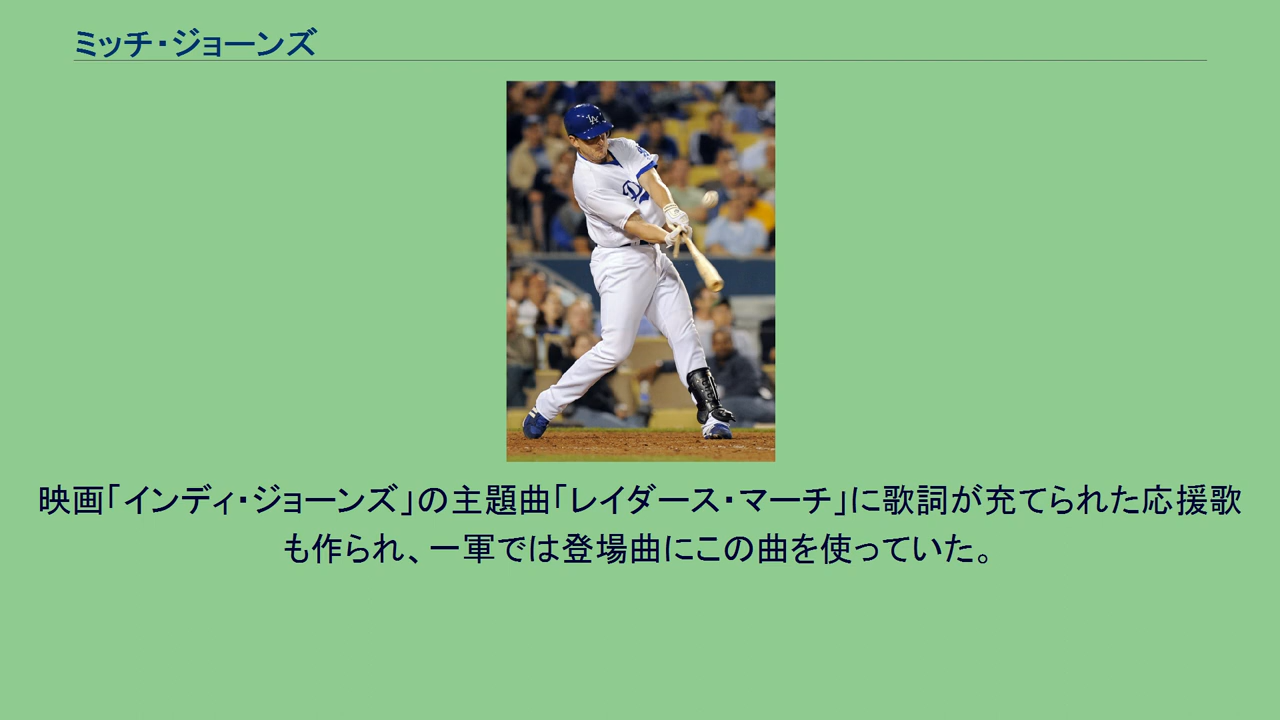 ミッチ・ジョーンズ
LA
D
映画「インディ・ジョーンズ」の主題曲「レイダース・マーチ」に歌詞が充てられた応援歌
も作られ、一軍では登場曲にこの曲を使っていた。